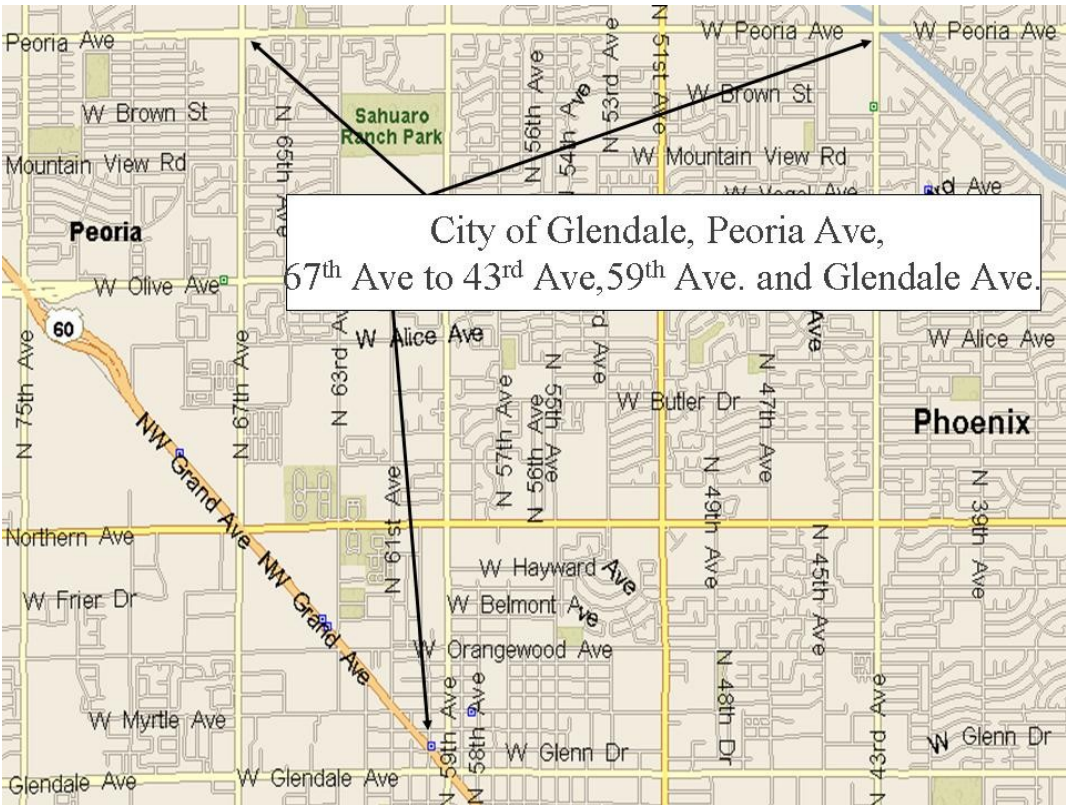 Peoria Ave
W Peoria Ave
W Peoria Ave
N 51st Ave
N 56th Ave
54th Ave
N 53rd Ave
W Brown St
W Brown St
N 65th Ave
Sahuaro
Ranch Park
Mountain View Rd
W Mountain View Rd
Ave
Peoria
City of Glendale, Peoria Ave,
67th Ave to 43rd Ave,59th Ave. and Glendale Ave.
W Olive Ave
60
N 75th Ave
N 67th Ave
N 63rd
W Alice Ave
Ave
Ave
W Alice Ave
N 57th Ave
N 56th Ave
N 55th Ave
W Butler Dr
N 47th Ave
Phoenix
NW Grand Ave
NW Grand Ave
N 61st Ave
N 49th Ave
N 45th Ave
N 39th Ave
Northern Ave
W Hayward Ave
W Frier Dr
W Belmont Ave
W Orangewood Ave
N 59th Ave
N 58th Ave
N 48th Dr
N 43rd Ave
W Myrtle Ave
W Glenn Dr
W Glenn Dr
Glendale Ave
W Glendale Ave